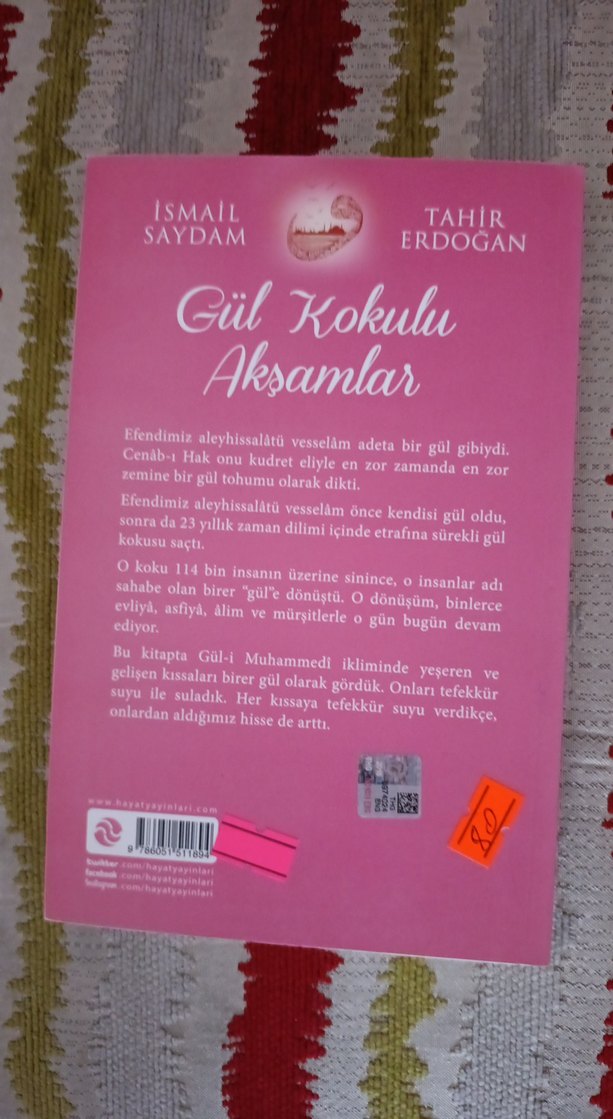 İSMAİL
SAYDAM
TAHİR
ERDOĞAN
Gül Kokulu
Akşamlar
Efendimiz aleyhissalâtü vesselâm adeta bir gül gibiydi.
Cenâb-ı Hak onu kudret eliyle en zor zamanda en zor
zemine bir gül tohumu olarak dikti.
Efendimiz aleyhissalâtü vesselâm önce kendisi gül oldu,
sonra da 23 yıllık zaman dilimi içinde etrafına sürekli gül
kokusu saçtı.
O koku 114 bin insanın üzerine sinince, o insanlar adı
sahabe olan birer “gül”e dönüştü. O dönüşüm, binlerce
evliyâ, asfiyâ, âlim ve mürşitlerle o gün bugün devam
ediyor.
Bu kitapta Gül-i Muhammedî ikliminde yeşeren ve
gelişen kıssaları birer gül olarak gördük. Onları tefekkür
suyu ile suladık. Her kıssaya tefekkür suyu verdikçe,
onlardan aldığımız hisse de arttı.
www.hayatyayinlari.com
9 786051 511894
twitter.com/hayatyayinlari
facebook.com/hayatyayinlari
instagram.com/hayatyayinlari
80